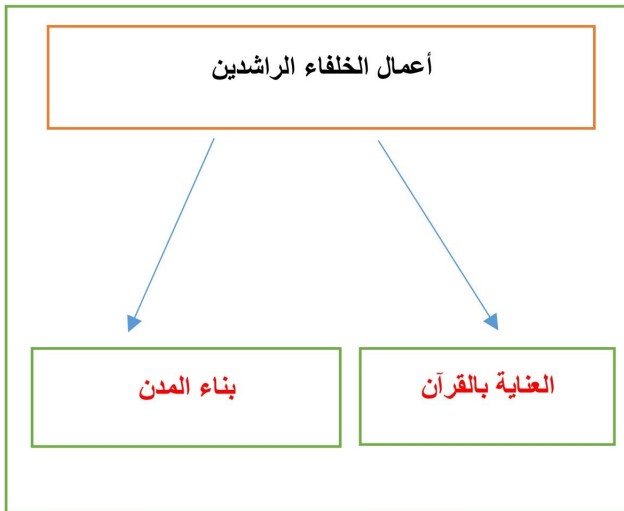 أعمال الخلفاء الراشدين
العناية بالقرآن
بناء المدن